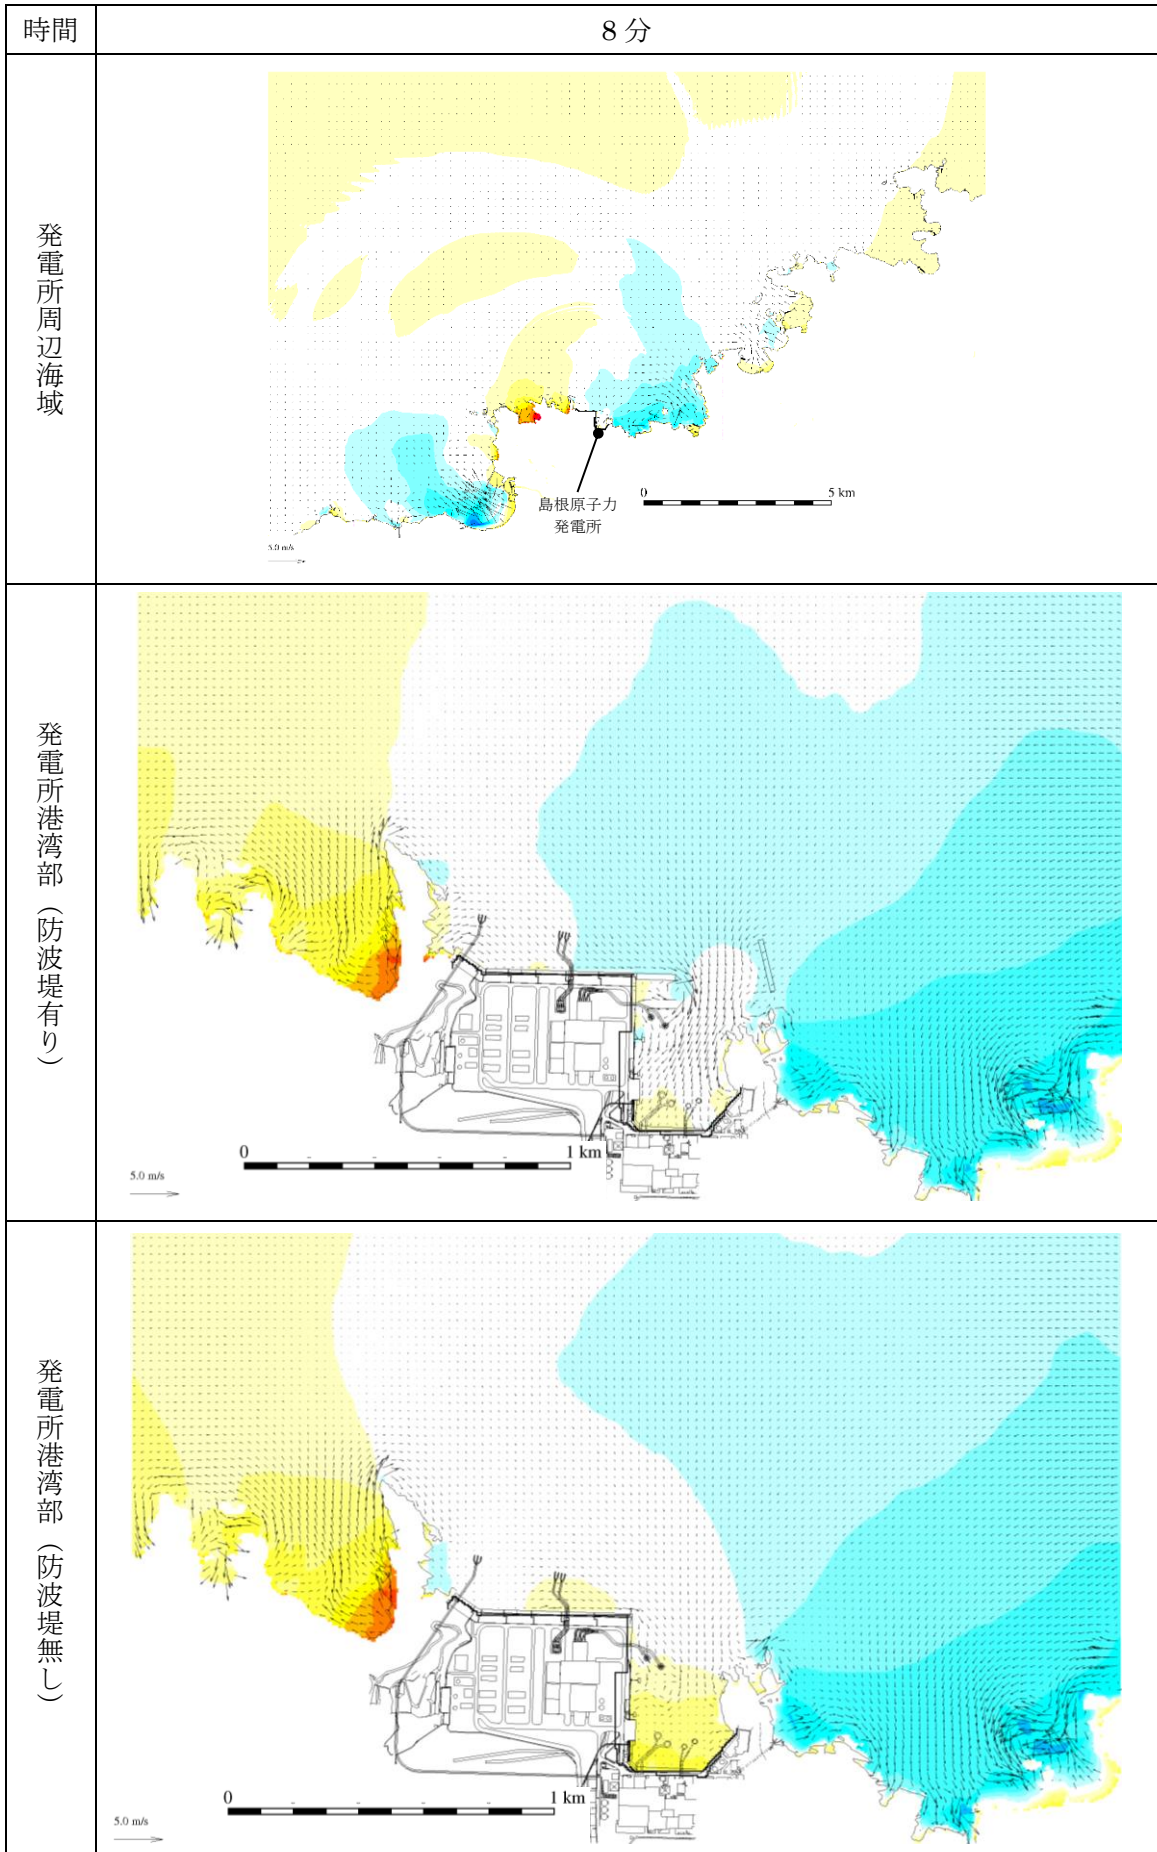 時間
8分
発電所周辺海域
島根原子力
発電所
0
5 km
5.0 m/s
発電所港湾部（防波堤有り）
0
1 km
5.0 m/s
発電所港湾部（防波堤無し）
0
1 km
5.0 m/s